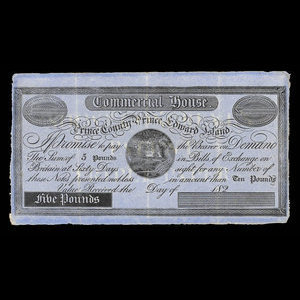 Commercial House
Prince County Prince Edward Island
I Promise to pay the Bearer on Demand
The Sum of 5 Pounds in Bills of Exchange on
Britain at Sixty Days sight for any Number of
these Notes presented not less in amount than Ten Pounds
Value Received the Day of 182
Five Pounds